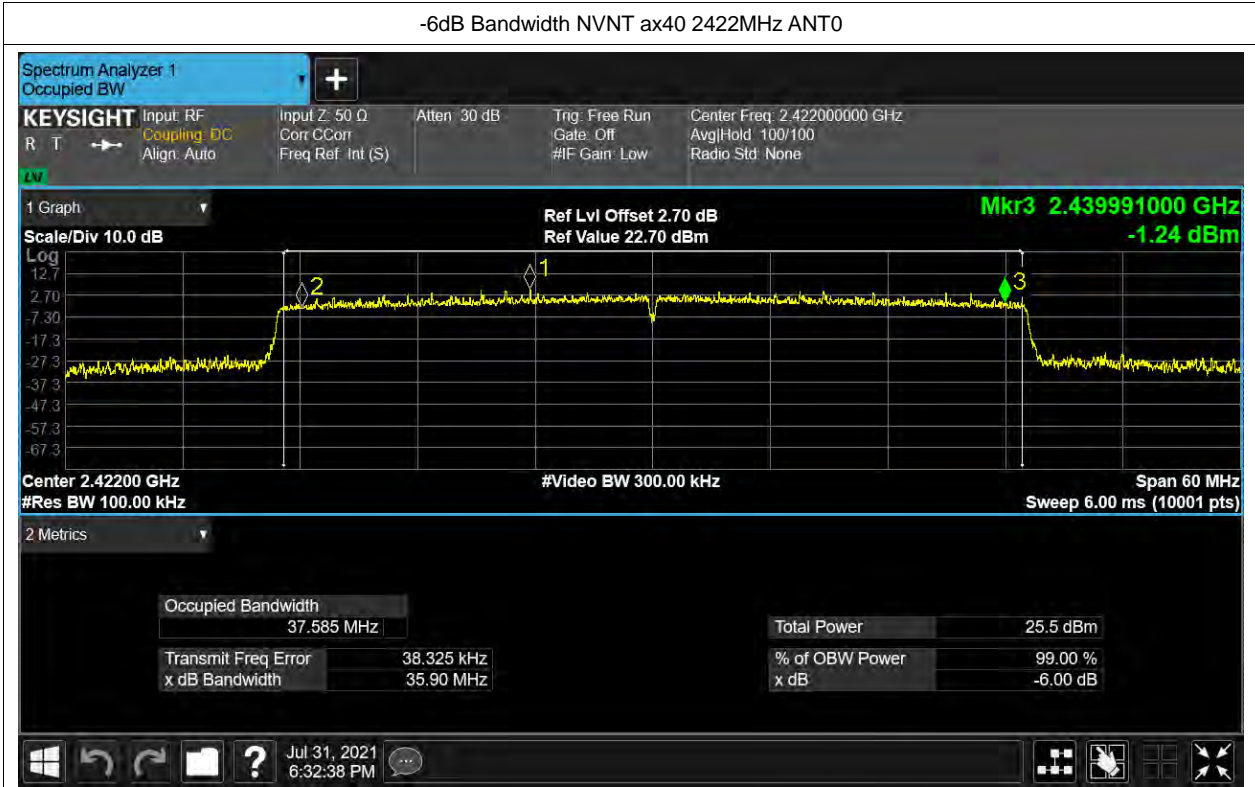 -6dB Bandwidth NVNT ax40 2422MHz ANT0
Spectrum Analyzer 1
Occupied BW
KEYSIGHT
R T
Input: RF
Coupling: DC
Align: Auto
Input Z: 50 Ω
Corr CCorr
Freq Ref: Int (S)
Atten: 30 dB
Trig: Free Run
Gate: Off
#IF Gain: Low
Center Freq: 2.422000000 GHz
Avg|Hold: 100/100
Radio Std: None
1 Graph
Scale/Div 10.0 dB
Ref Lvl Offset 2.70 dB
Ref Value 22.70 dBm
Mkr3 2.439991000 GHz
-1.24 dBm
Log
12.7
2.70
-7.30
-17.3
-27.3
-37.3
-47.3
-57.3
-67.3
2
1
3
Center 2.42200 GHz
#Res BW 100.00 kHz
#Video BW 300.00 kHz
Span 60 MHz
Sweep 6.00 ms (10001 pts)
2 Metrics
Occupied Bandwidth
37.585 MHz
Transmit Freq Error 38.325 kHz
x dB Bandwidth 35.90 MHz
Total Power 25.5 dBm
% of OBW Power 99.00 %
x dB -6.00 dB
Jul 31, 2021
6:32:38 PM